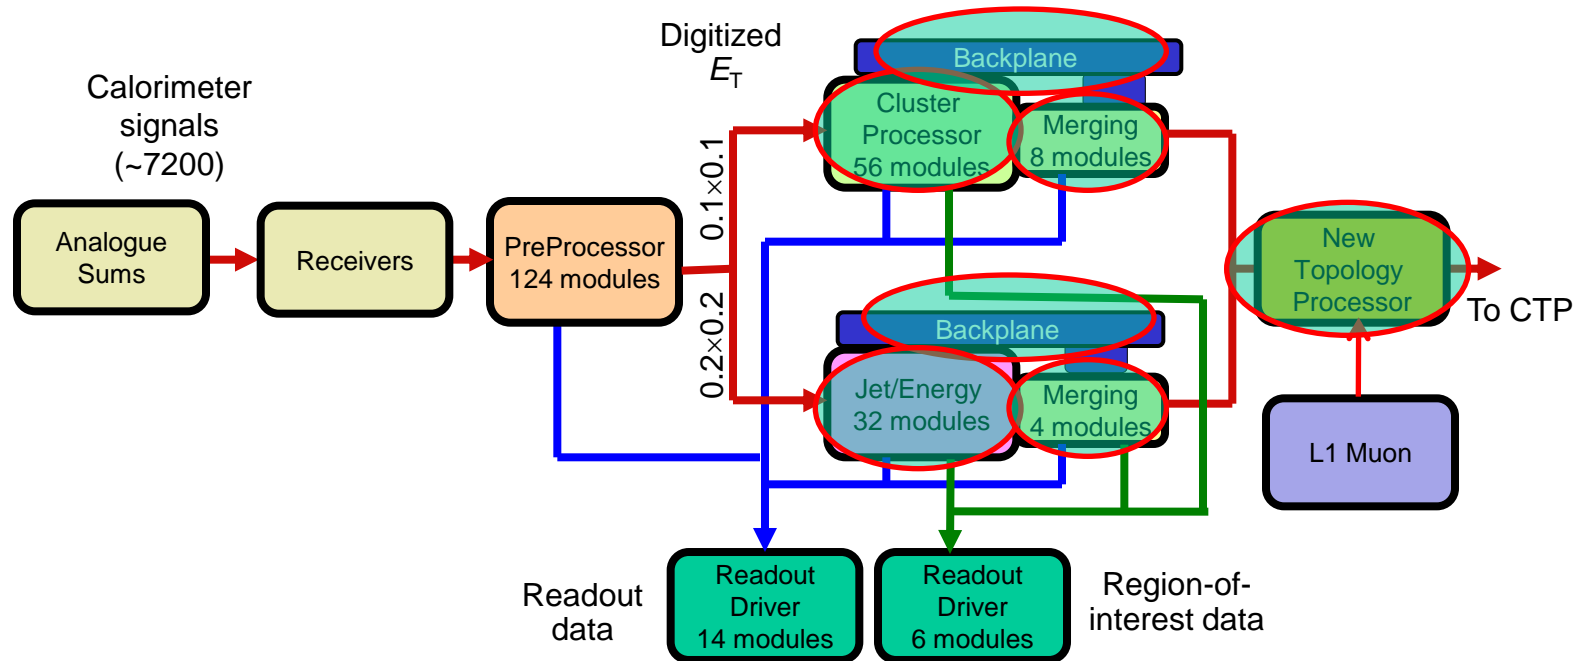 Digitized
E_T
Backplane
Calorimeter
signals
(~7200)
Cluster
Processor
56 modules
Merging
8 modules
0.1×0.1
Analogue
Sums
Receivers
PreProcessor
124 modules
New
Topology
Processor
To CTP
0.2×0.2
Backplane
Jet/Energy
32 modules
Merging
4 modules
L1 Muon
Readout
data
Readout
Driver
14 modules
Readout
Driver
6 modules
Region-of-
interest data